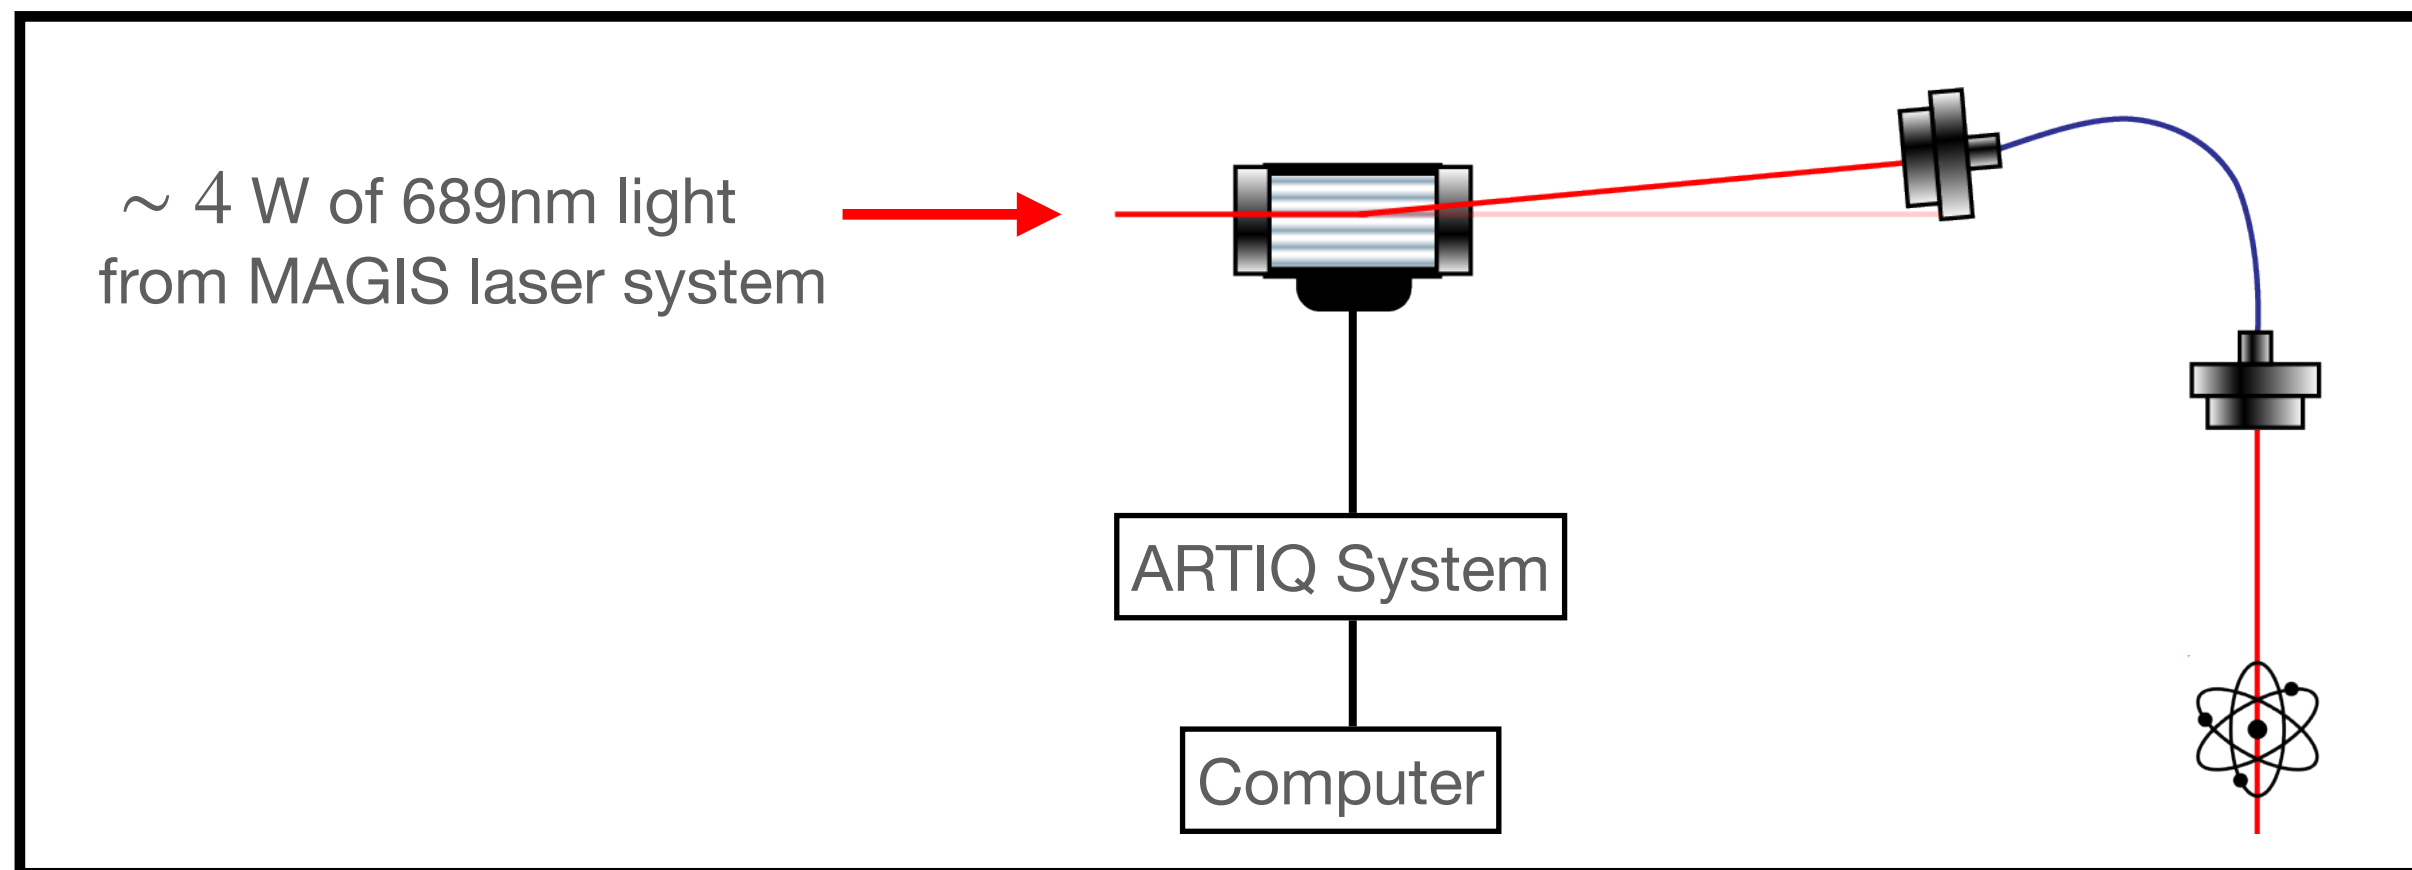 ∼ 4 W of 689nm light
from MAGIS laser system
ARTIQ System
Computer